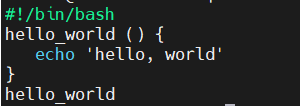 #!/bin/bash
hello_world () {
   echo 'hello, world'
}
hello_world